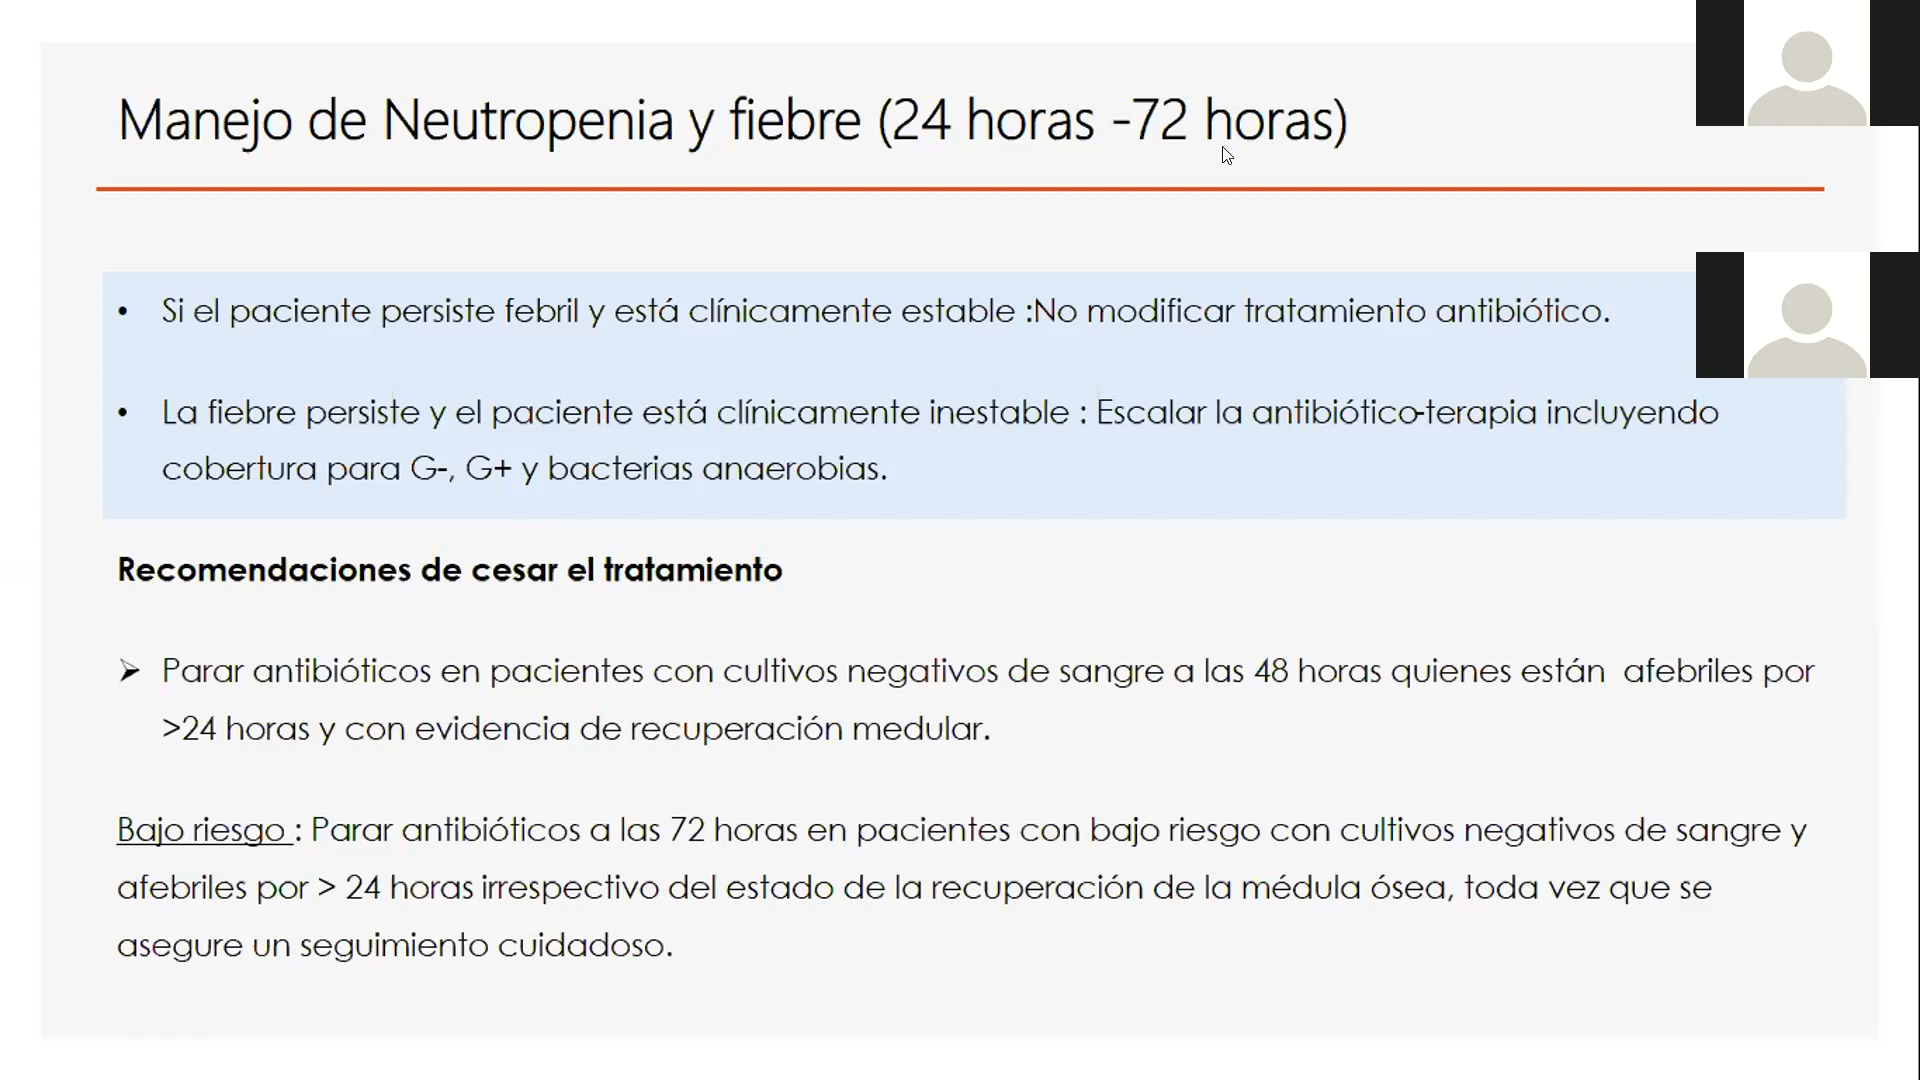 Manejo de Neutropenia y fiebre (24 horas -72 horas)
• Si el paciente persiste febril y está clínicamente estable :No modificar tratamiento antibiótico.
• La fiebre persiste y el paciente está clínicamente inestable : Escalar la antibiótico-terapia incluyendo
cobertura para G-, G+ y bacterias anaerobias.
Recomendaciones de cesar el tratamiento
➢ Parar antibióticos en pacientes con cultivos negativos de sangre a las 48 horas quienes están afebriles por
>24 horas y con evidencia de recuperación medular.
Bajo riesgo : Parar antibióticos a las 72 horas en pacientes con bajo riesgo con cultivos negativos de sangre y
afebriles por > 24 horas irrespectivo del estado de la recuperación de la médula ósea, toda vez que se
asegure un seguimiento cuidadoso.